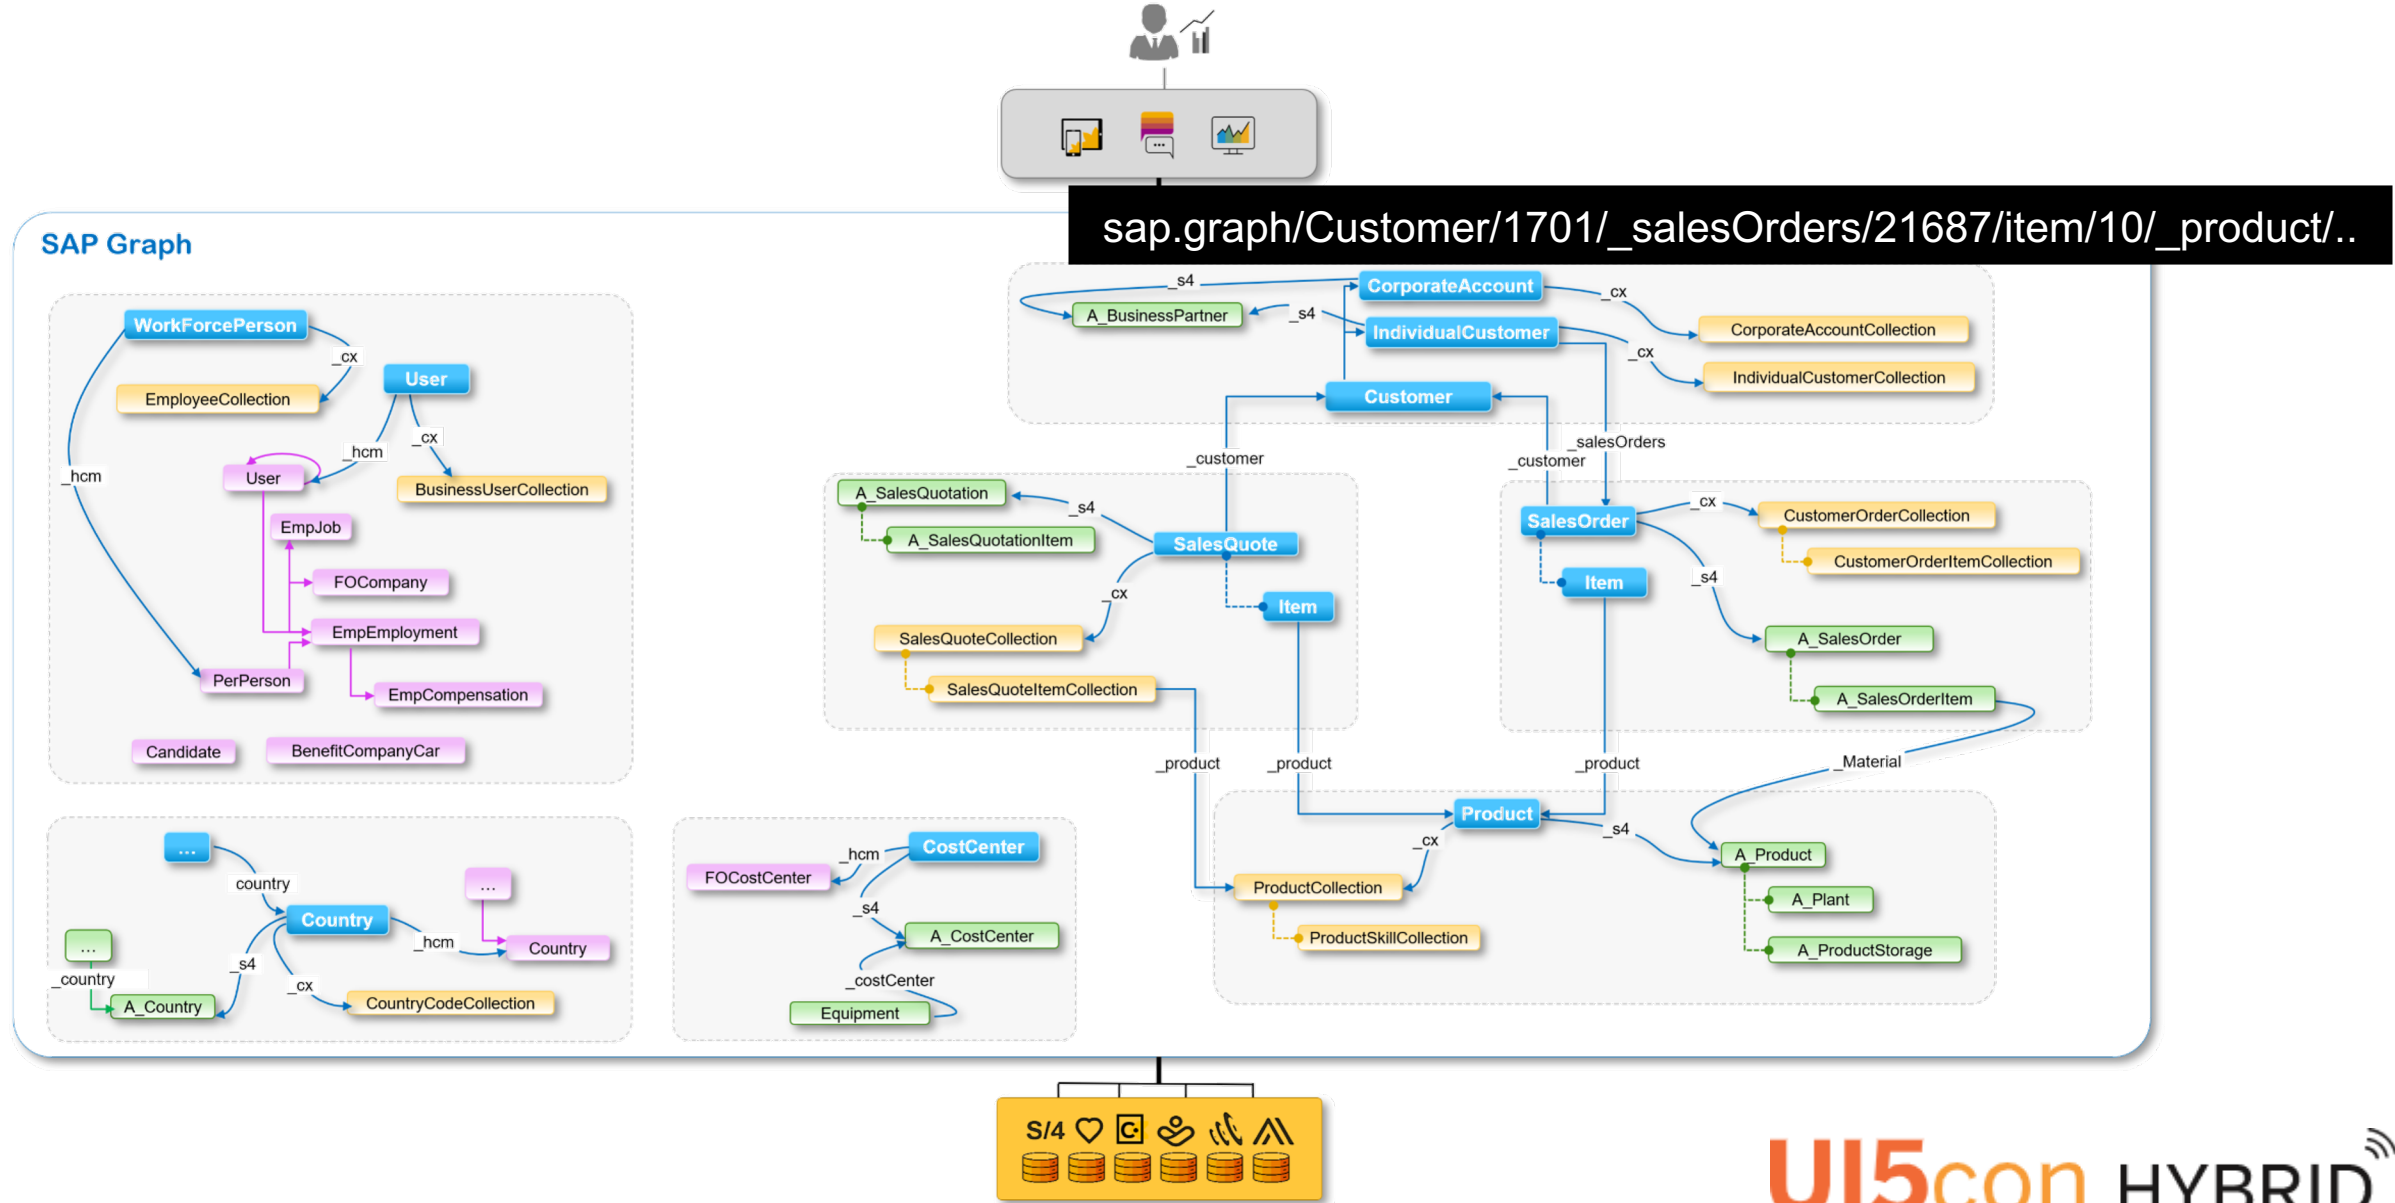 sap.graph/Customer/1701/_salesOrders/21687/item/10/_product/..
SAP Graph
WorkForcePerson
_cx
EmployeeCollection
User
_hcm
_cx
_hcm
User
BusinessUserCollection
EmpJob
FOCompany
EmpEmployment
PerPerson
EmpCompensation
Candidate
BenefitCompanyCar
_s4
CorporateAccount
_cx
A_BusinessPartner
_s4
IndividualCustomer
_cx
CorporateAccountCollection
IndividualCustomerCollection
Customer
_customer
_customer
_salesOrders
A_SalesQuotation
_s4
A_SalesQuotationItem
SalesQuote
_cx
Item
SalesQuoteCollection
SalesQuoteItemCollection
SalesOrder
_cx
CustomerOrderCollection
CustomerOrderItemCollection
Item
_s4
A_SalesOrder
A_SalesOrderItem
_product
_product
_product
_Material
...
country
Country
...
_hcm
Country
...
_country
_s4
_cx
A_Country
CountryCodeCollection
CostCenter
_hcm
FOCostCenter
_s4
A_CostCenter
_costCenter
Equipment
Product
_cx
_s4
ProductCollection
ProductSkillCollection
A_Product
A_Plant
A_ProductStorage
S/4
UI5con HYBRID